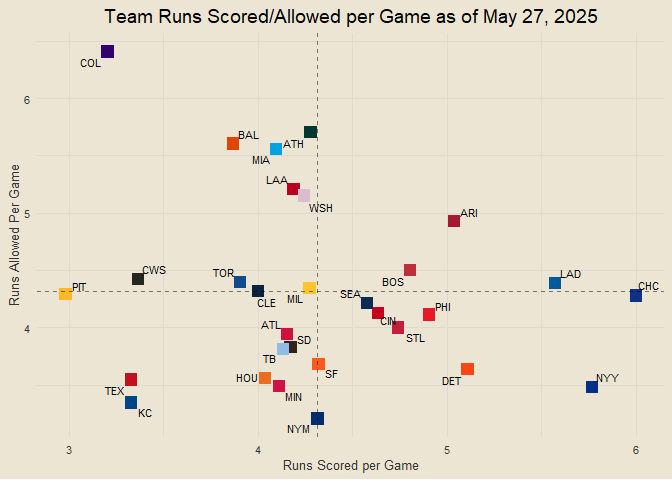 Team Runs Scored/Allowed per Game as of May 27, 2025
COL
6
BAL
ATH
MIA
LAA
WSH
ARI
5
CWS
TOR
BOS
LAD
PIT
CLE
MIL
SEA
CHC
PHI
CIN
4
ATL
SD
STL
TB
SF
HOU
DET
NYY
TEX
MIN
KC
NYM
3
4
5
6
Runs Scored per Game
Runs Allowed Per Game